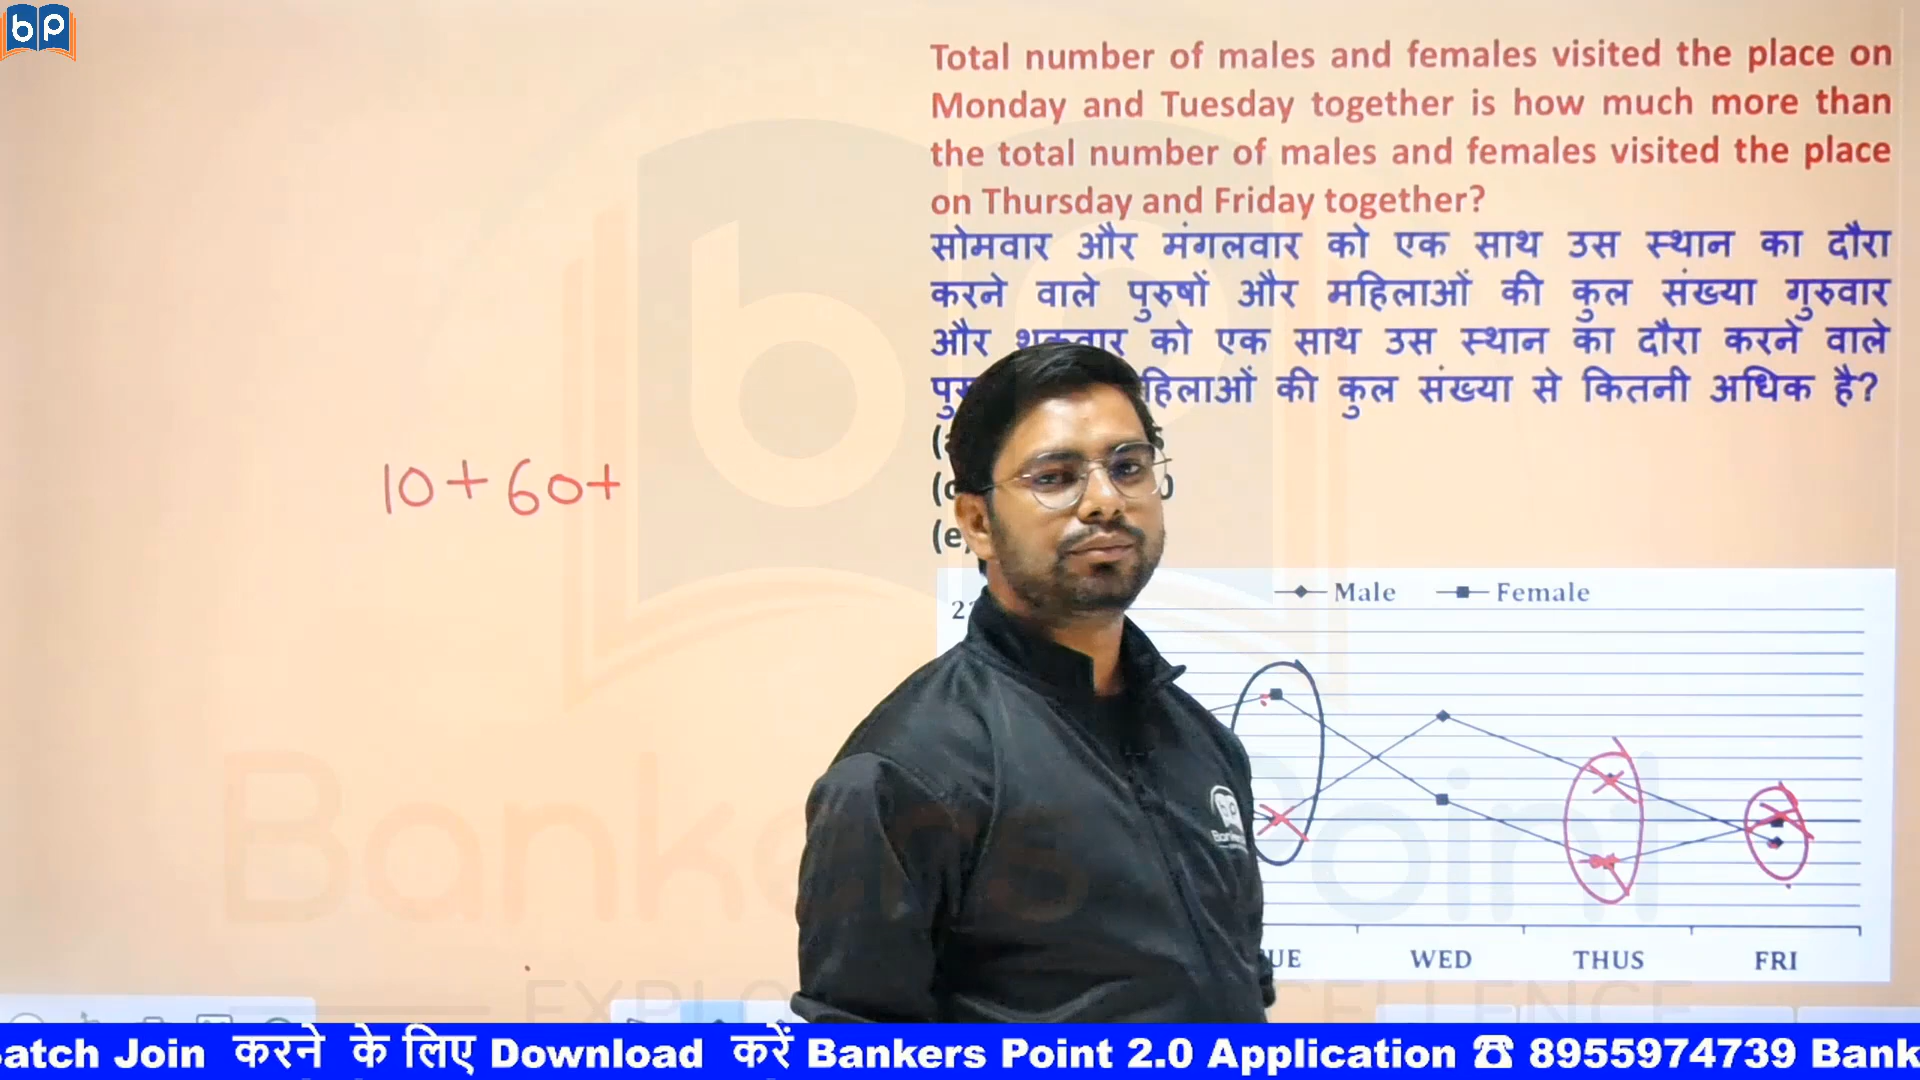 bp
Total number of males and females visited the place on
Monday and Tuesday together is how much more than
the total number of males and females visited the place
on Thursday and Friday together?
सोमवार और मंगलवार को एक साथ उस स्थान का दौरा
करने वाले पुरुषों और महिलाओं की कुल संख्या गुरुवार
और को एक साथ उस स्थान का दौरा करने वाले
की कुल संख्या से कितनी अधिक है?
10+60+
Male Female
WED THUS FRI
Bankers Point
करने के लिए Download करें Bankers Point 2.0 Application ☎ 8955974739